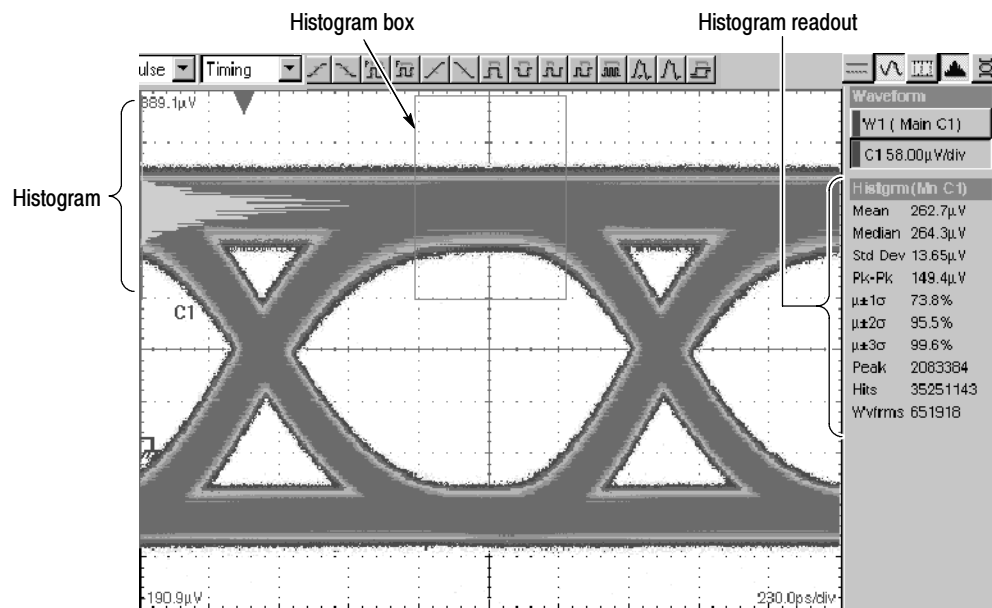 Histogram box
Histogram readout
ulse
Timing
389.1µV
Histogram
C1
190.9µV
230.0ps/div
Waveform
W1 ( Main C1)
C1 58.00µV/div
Histgrm(Mn C1)
Mean 262.7µV
Median 264.3µV
Std Dev 13.65µV
Pk-Pk 149.4µV
µ±1σ 73.8%
µ±2σ 95.5%
µ±3σ 99.6%
Peak 2083384
Hits 35251143
Wvfrms 651918